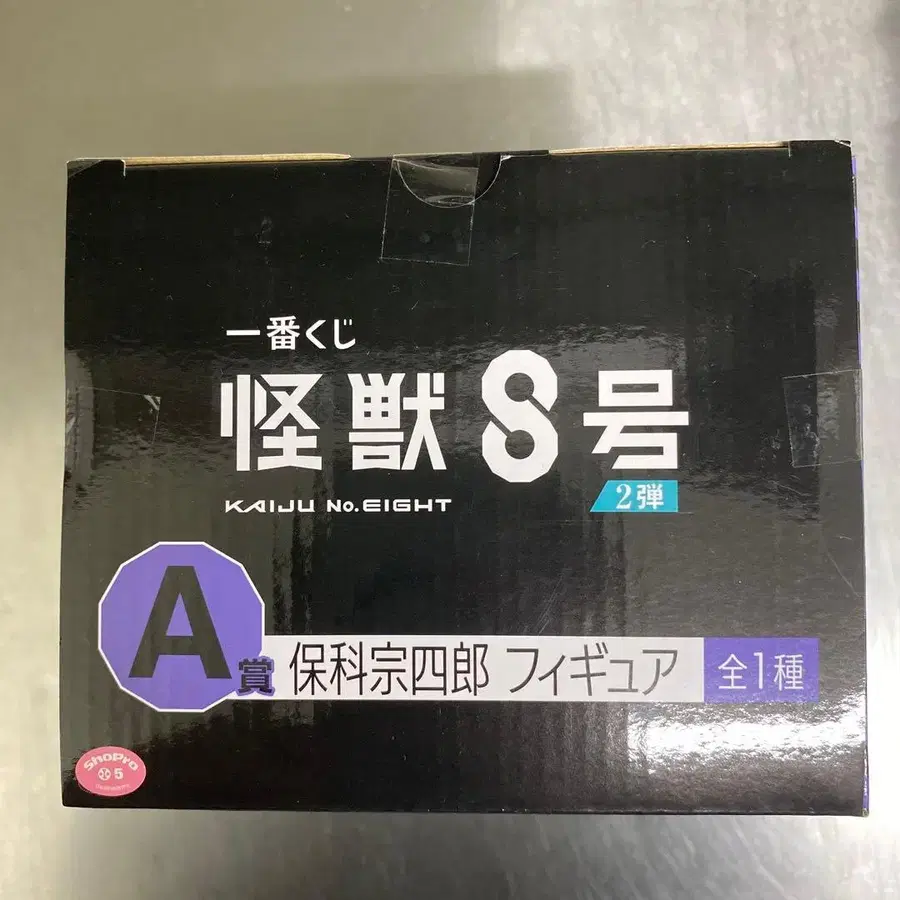 一番くじ
怪獣8号
KAIJU No.EIGHT
2弾
A賞 保科宗四郎 フィギュア 全1種
ShoPro
5